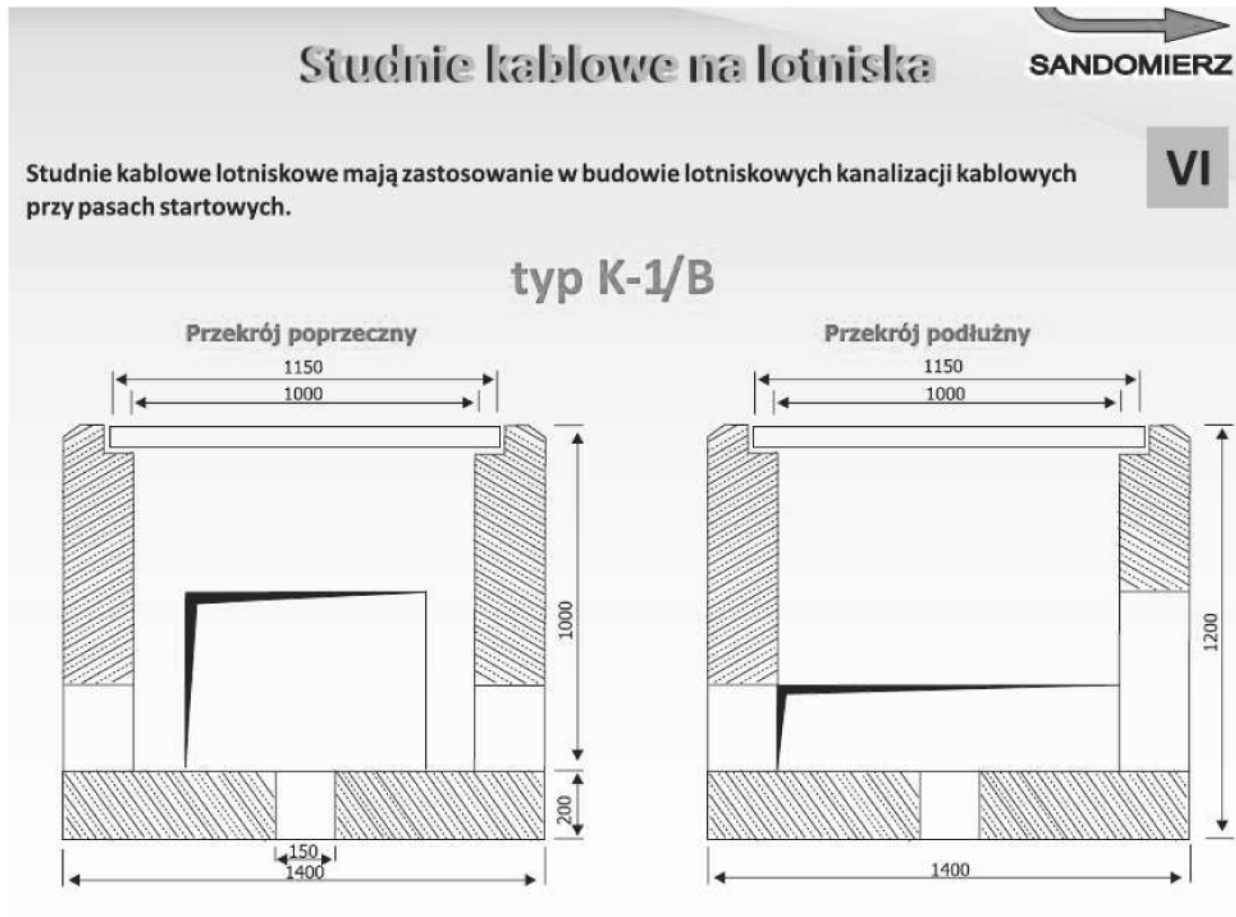 Studnie kablowe na lotniska
SANDOMIERZ
VI
Studnie kablowe lotniskowe mają zastosowanie w budowie lotniskowych kanalizacji kablowych
przy pasach startowych.
typ K-1/B
Przekrój poprzeczny
1150
1000
1000
200
150
1400
Przekrój podłużny
1150
1000
1200
1400